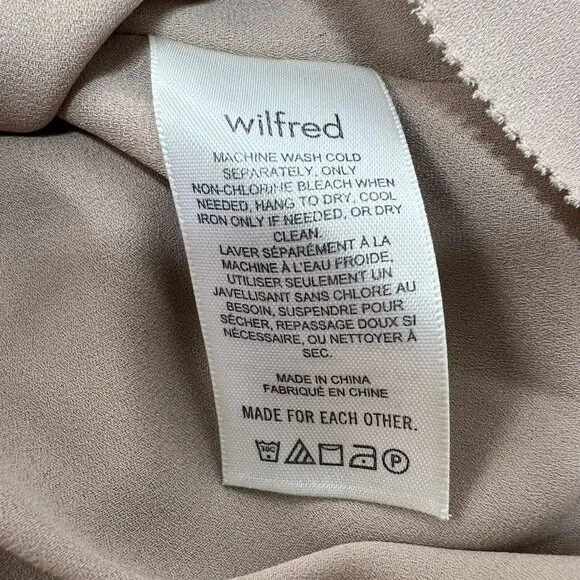 wilfred
MACHINE WASH COLD
SEPARATELY, ONLY
NON-CHLORINE BLEACH WHEN
NEEDED, HANG TO DRY, COOL
IRON ONLY IF NEEDED, OR DRY
CLEAN.
LAVER SÉPARÉMENT À LA
MACHINE À L'EAU FROIDE,
UTILISER SEULEMENT UN
JAVELLISANT SANS CHLORE AU
BESOIN, SUSPENDRE POUR
SÉCHER, REPASSAGE DOUX SI
NÉCESSAIRE, OU NETTOYER À
SEC.
MADE IN CHINA
FABRIQUÉ EN CHINE
MADE FOR EACH OTHER.
30C P